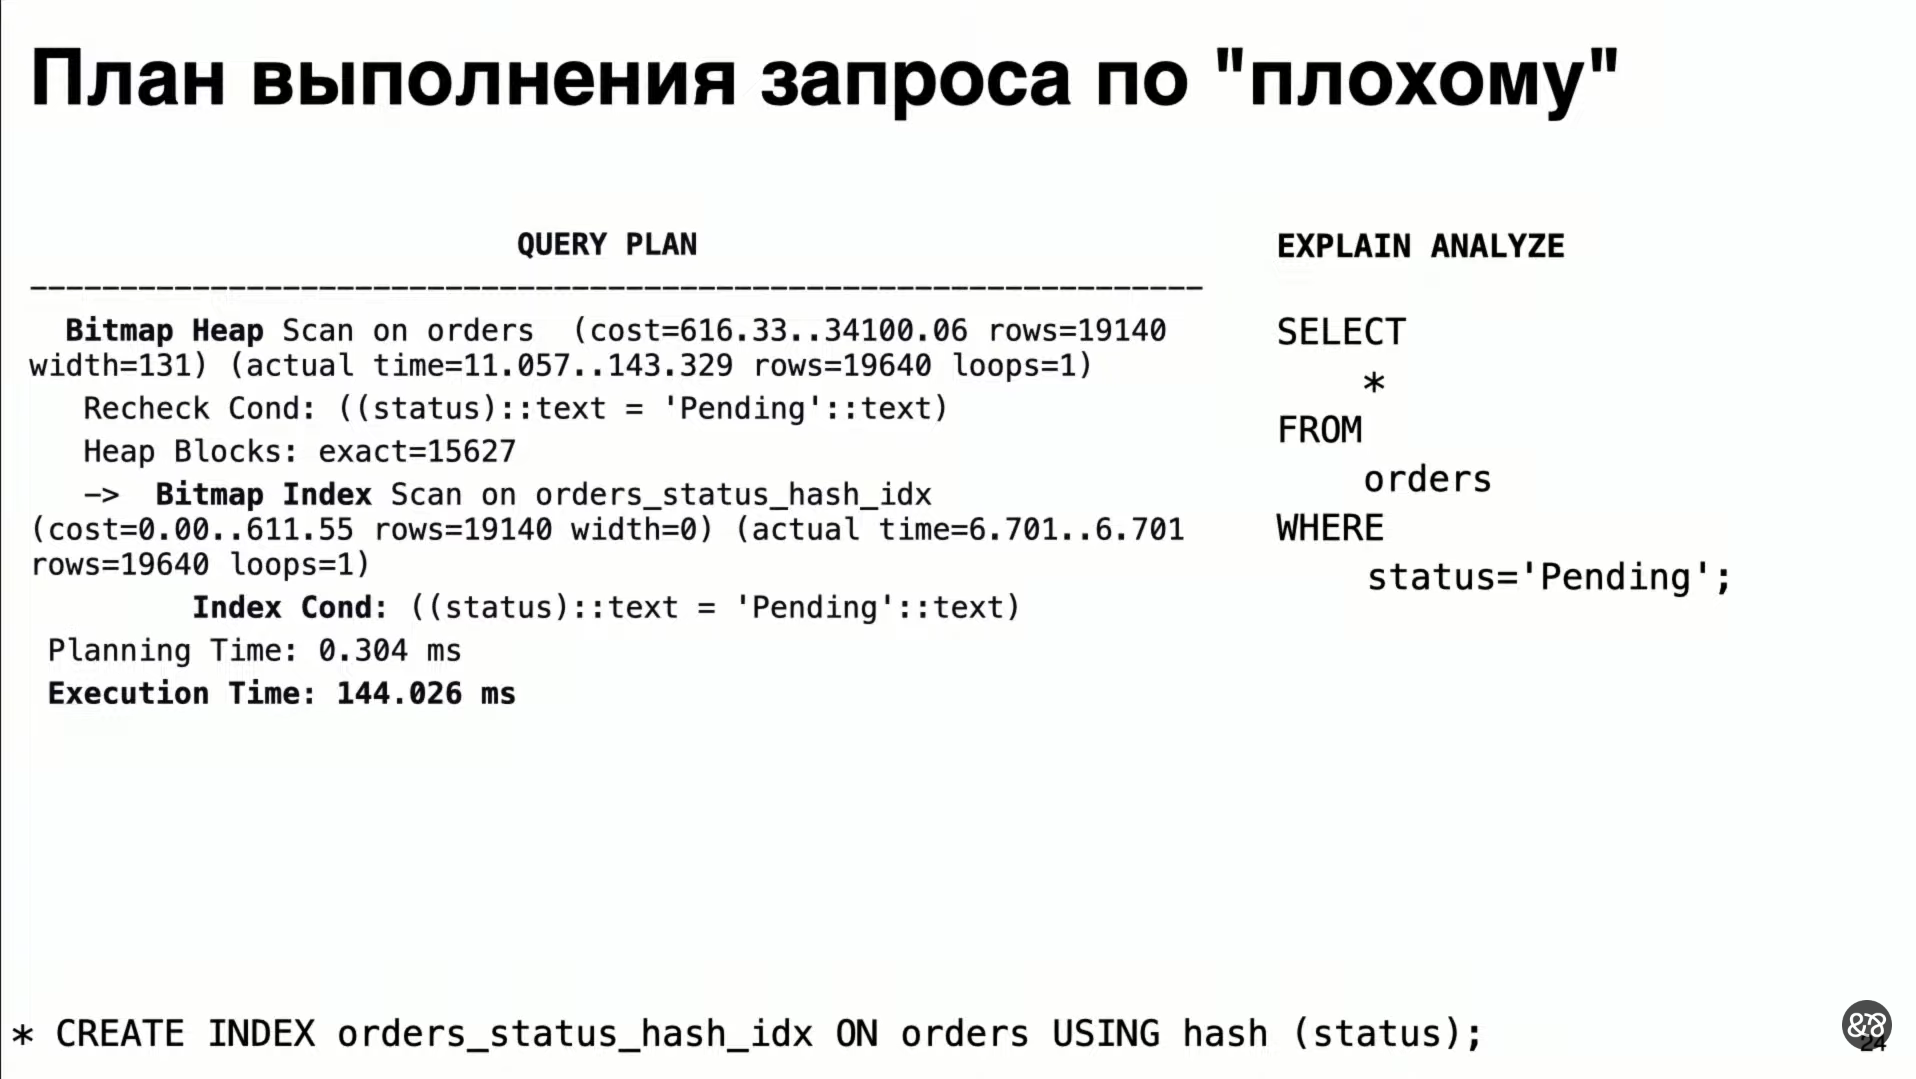 План выполнения запроса по "плохому"
QUERY PLAN
-----------------------------------------------------------------
Bitmap Heap Scan on orders  (cost=616.33..34100.06 rows=19140
width=131) (actual time=11.057..143.329 rows=19640 loops=1)
Recheck Cond: ((status)::text = 'Pending'::text)
Heap Blocks: exact=15627
->  Bitmap Index Scan on orders_status_hash_idx
(cost=0.00..611.55 rows=19140 width=0) (actual time=6.701..6.701
rows=19640 loops=1)
Index Cond: ((status)::text = 'Pending'::text)
Planning Time: 0.304 ms
Execution Time: 144.026 ms
EXPLAIN ANALYZE
SELECT
*
FROM
orders
WHERE
status='Pending';
* CREATE INDEX orders_status_hash_idx ON orders USING hash (status);
24